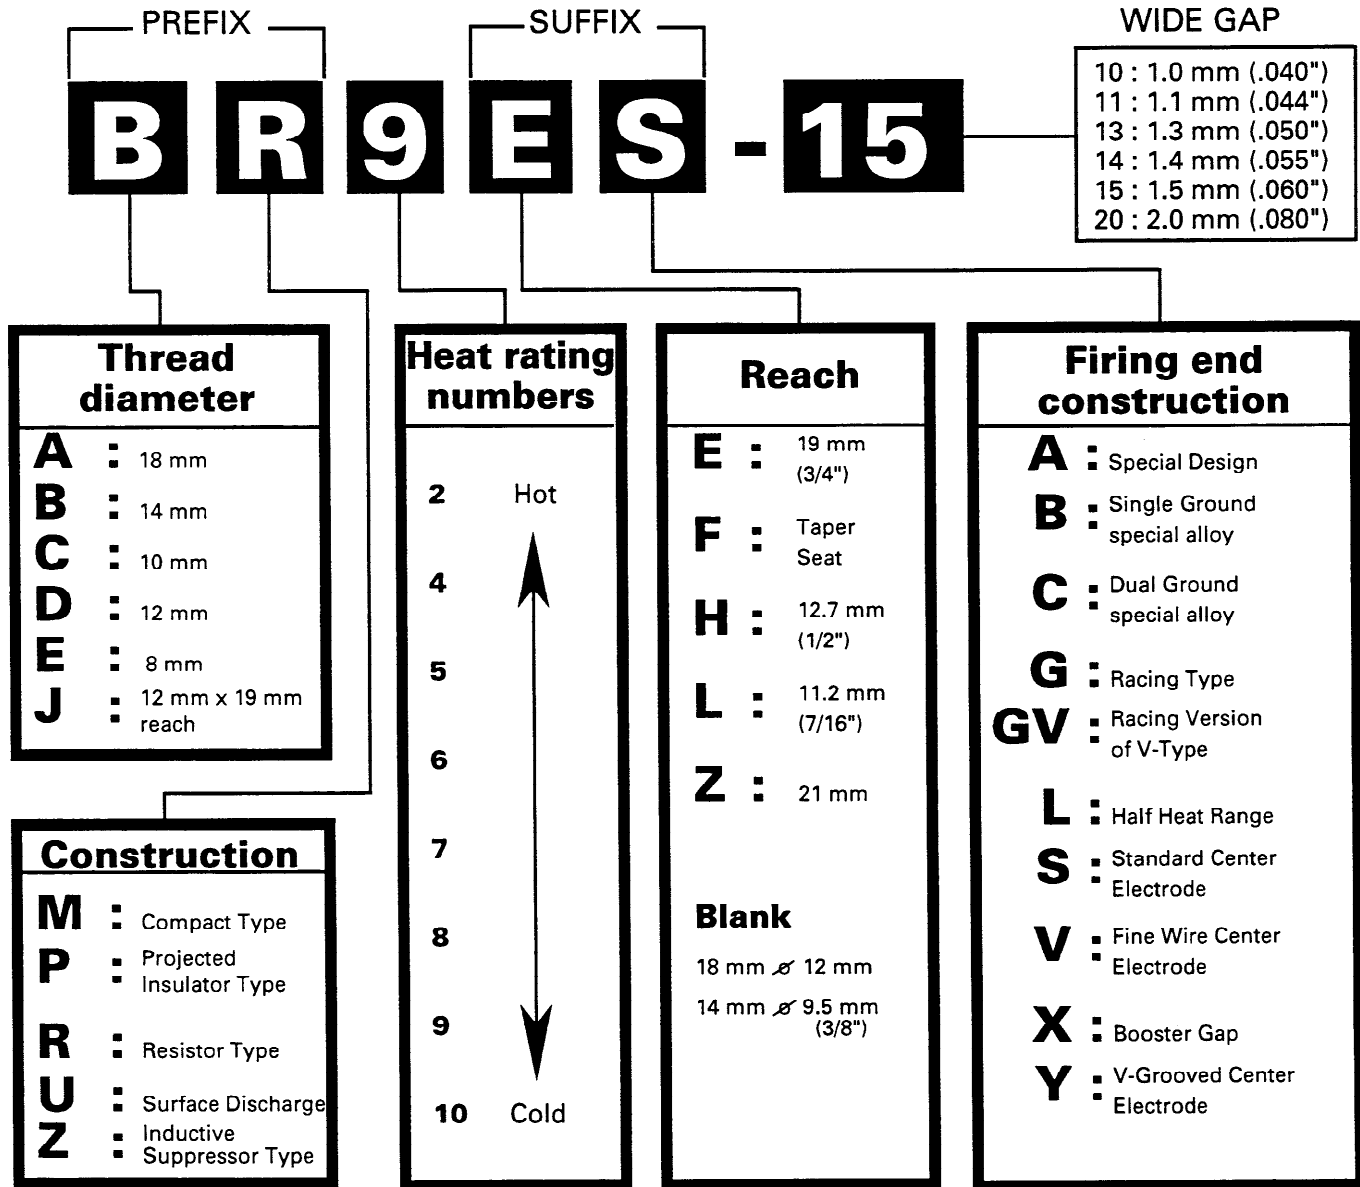 PREFIX
SUFFIX
WIDE GAP
B R 9 E S - 15
10 : 1.0 mm (.040")
11 : 1.1 mm (.044")
13 : 1.3 mm (.050")
14 : 1.4 mm (.055")
15 : 1.5 mm (.060")
20 : 2.0 mm (.080")
Thread
diameter
A : 18 mm
B : 14 mm
C : 10 mm
D : 12 mm
E : 8 mm
J : 12 mm x 19 mm
reach
Construction
M : Compact Type
P : Projected
Insulator Type
R : Resistor Type
U : Surface Discharge
Z : Inductive
Suppressor Type
Heat rating
numbers
2 Hot
4
5
6
7
8
9
10 Cold
Reach
E : 19 mm
(3/4")
F : Taper
Seat
H : 12.7 mm
(1/2")
L : 11.2 mm
(7/16")
Z : 21 mm
Blank
18 mm ⌀ 12 mm
14 mm ⌀ 9.5 mm
(3/8")
Firing end
construction
A : Special Design
B : Single Ground
special alloy
C : Dual Ground
special alloy
G : Racing Type
GV : Racing Version
of V-Type
L : Half Heat Range
S : Standard Center
Electrode
V : Fine Wire Center
Electrode
X : Booster Gap
Y : V-Grooved Center
Electrode